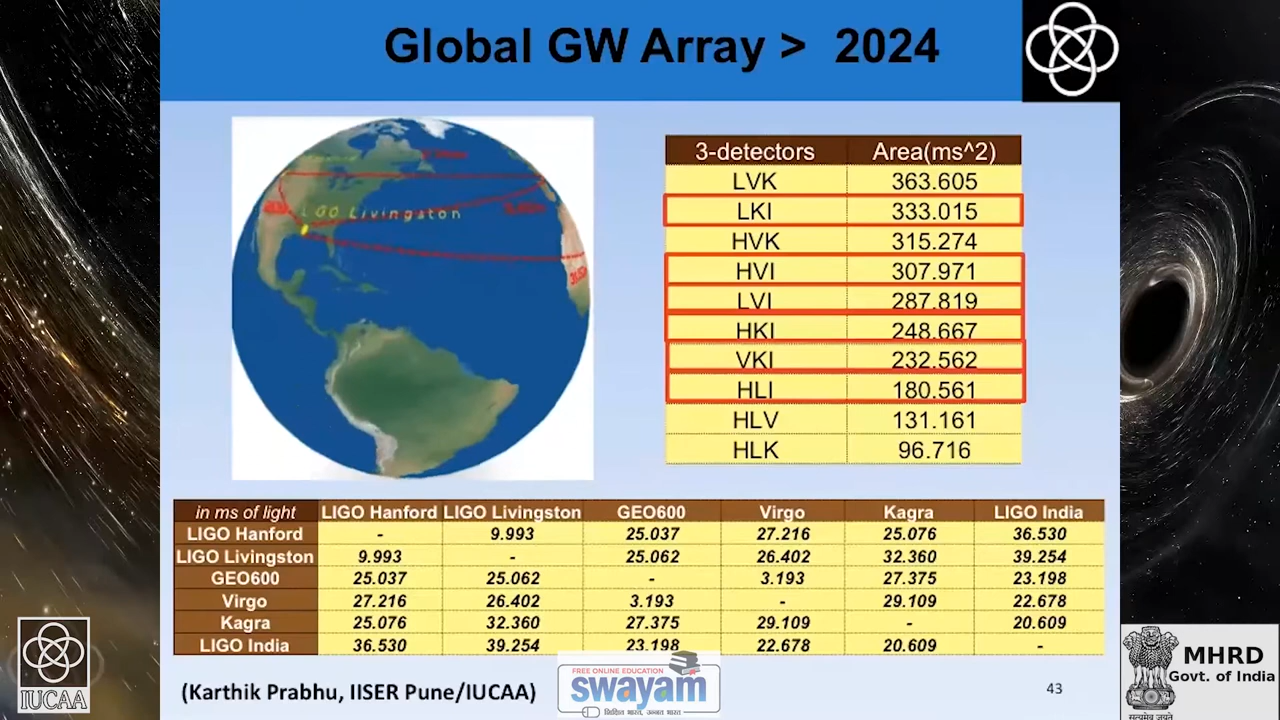 Global GW Array > 2024
LIGO Livingston
3-detectors Area(ms^2)
LVK 363.605
LKI 333.015
HVK 315.274
HVI 307.971
LVI 287.819
HKI 248.667
VKI 232.562
HLI 180.561
HLV 131.161
HLK 96.716
in ms of light LIGO Hanford LIGO Livingston GEO600 Virgo Kagra LIGO India
LIGO Hanford - 9.993 25.037 27.216 25.076 36.530
LIGO Livingston 9.993 - 25.062 26.402 32.360 39.254
GEO600 25.037 25.062 - 3.193 27.375 23.198
Virgo 27.216 26.402 3.193 - 29.109 22.678
Kagra 25.076 32.360 27.375 29.109 - 20.609
LIGO India 36.530 39.254 23.198 22.678 20.609 -
(Karthik Prabhu, IISER Pune/IUCAA)
43
IUCAA
FREE ONLINE EDUCATION
swayam
शिक्षित भारत, उन्नत भारत
MHRD
Govt. of India
सत्यमेव जयते